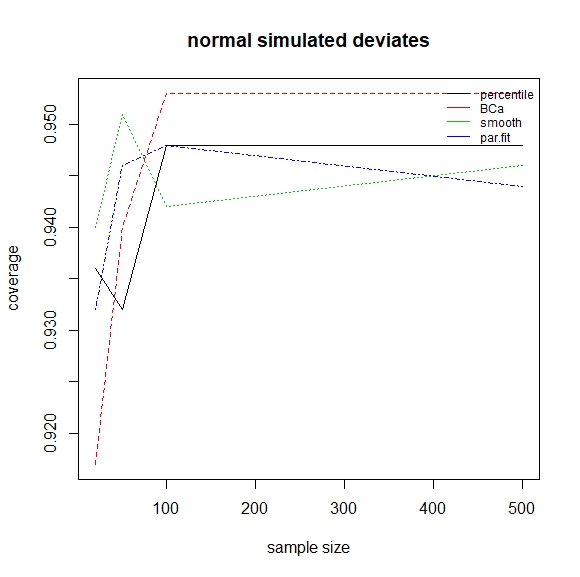 normal simulated deviates
percentile
BCa
smooth
par.fit
0.950
0.940
0.930
0.920
coverage
100 200 300 400 500
sample size